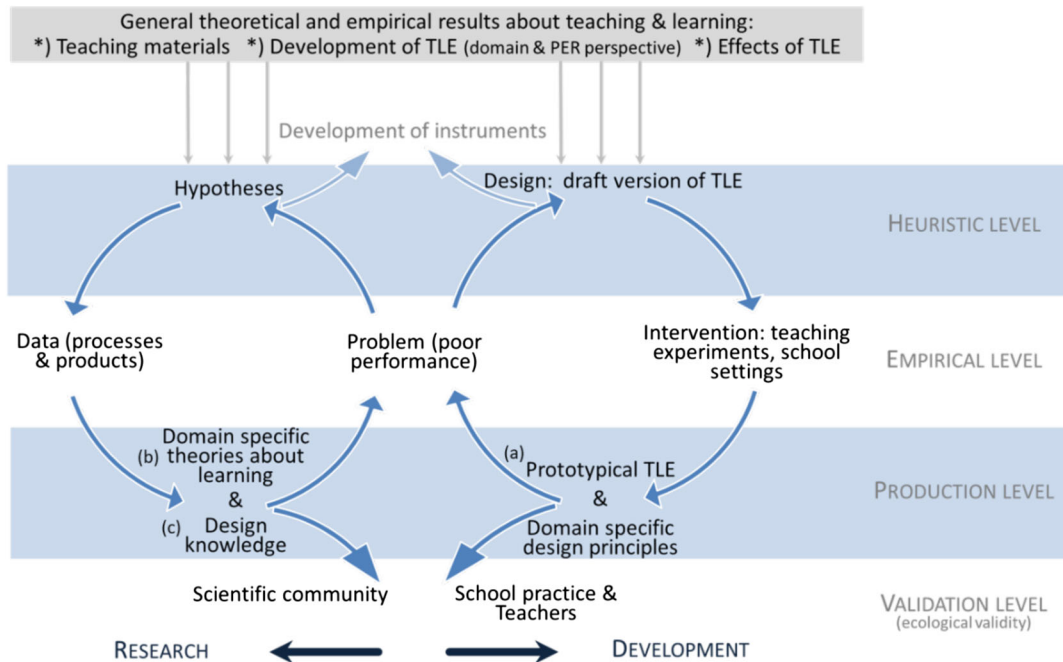 General theoretical and empirical results about teaching & learning:
*) Teaching materials *) Development of TLE (domain & PER perspective) *) Effects of TLE
Development of instruments
Hypotheses
Design: draft version of TLE
HEURISTIC LEVEL
Data (processes
& products)
Problem (poor
performance)
Intervention: teaching
experiments, school
settings
EMPIRICAL LEVEL
(b) Domain specific
theories about
learning
&
(c) Design
knowledge
(a) Prototypical TLE
&
Domain specific
design principles
PRODUCTION LEVEL
Scientific community
School practice &
Teachers
VALIDATION LEVEL
(ecological validity)
RESEARCH
DEVELOPMENT